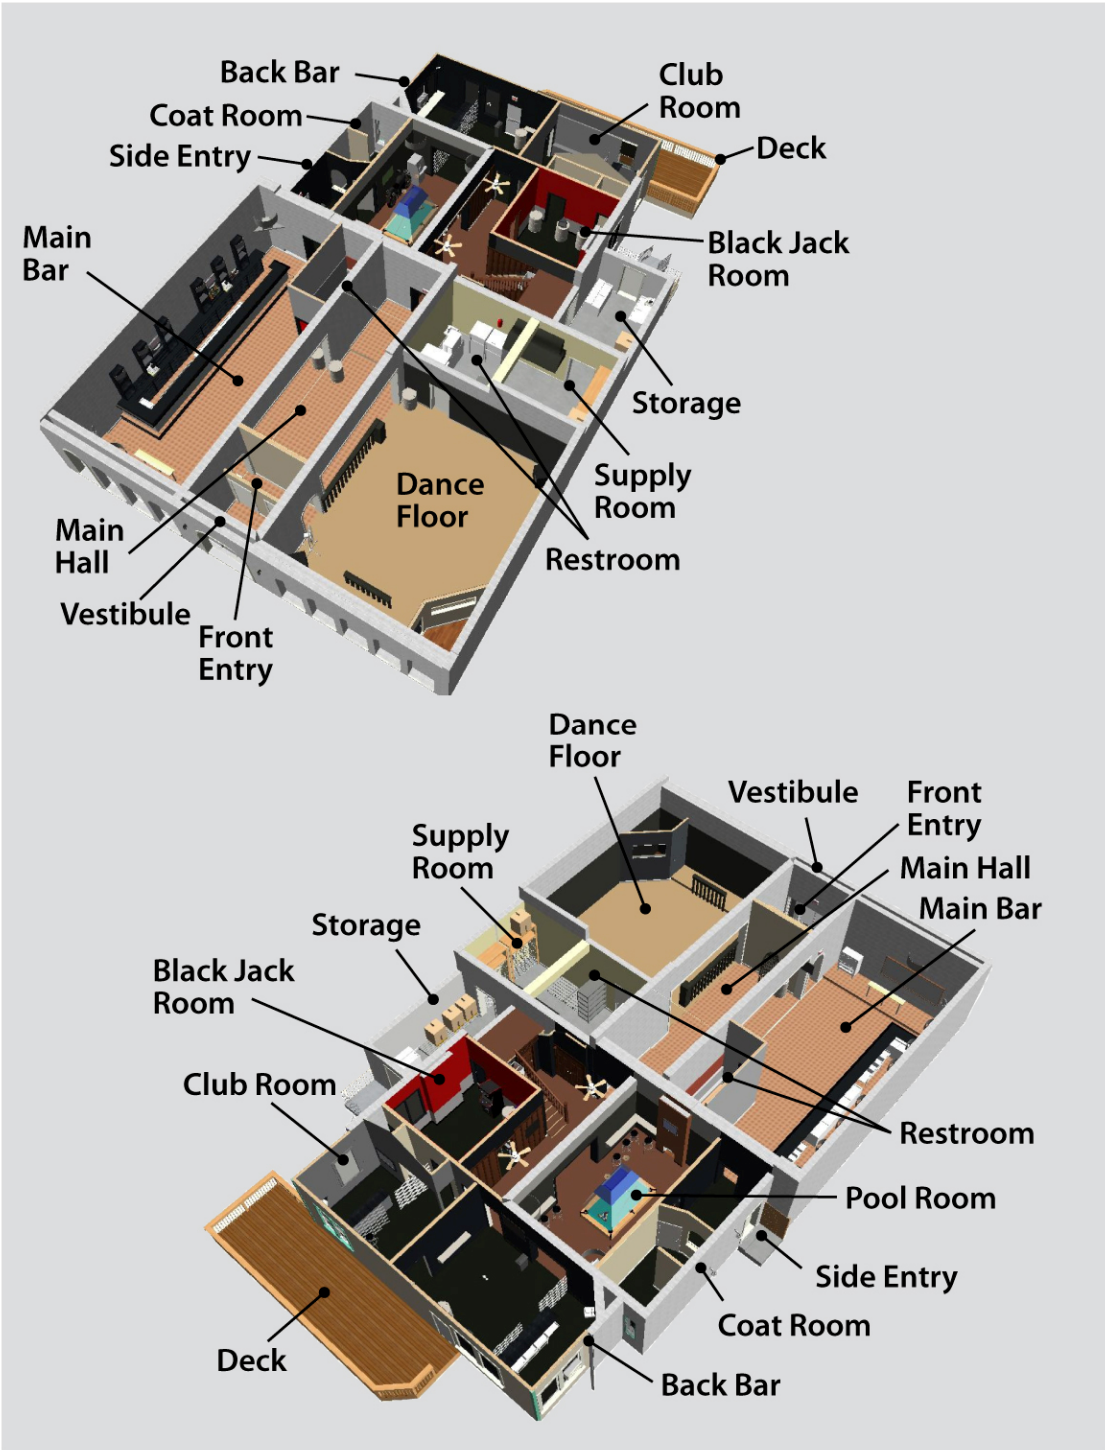 Back Bar
Club
Room
Coat Room
Deck
Side Entry
Main
Bar
Black Jack
Room
Storage
Dance
Floor
Supply
Room
Main
Hall
Restroom
Vestibule
Front
Entry
Dance
Floor
Vestibule
Front
Entry
Supply
Room
Main Hall
Main Bar
Storage
Black Jack
Room
Club Room
Restroom
Pool Room
Side Entry
Coat Room
Deck
Back Bar